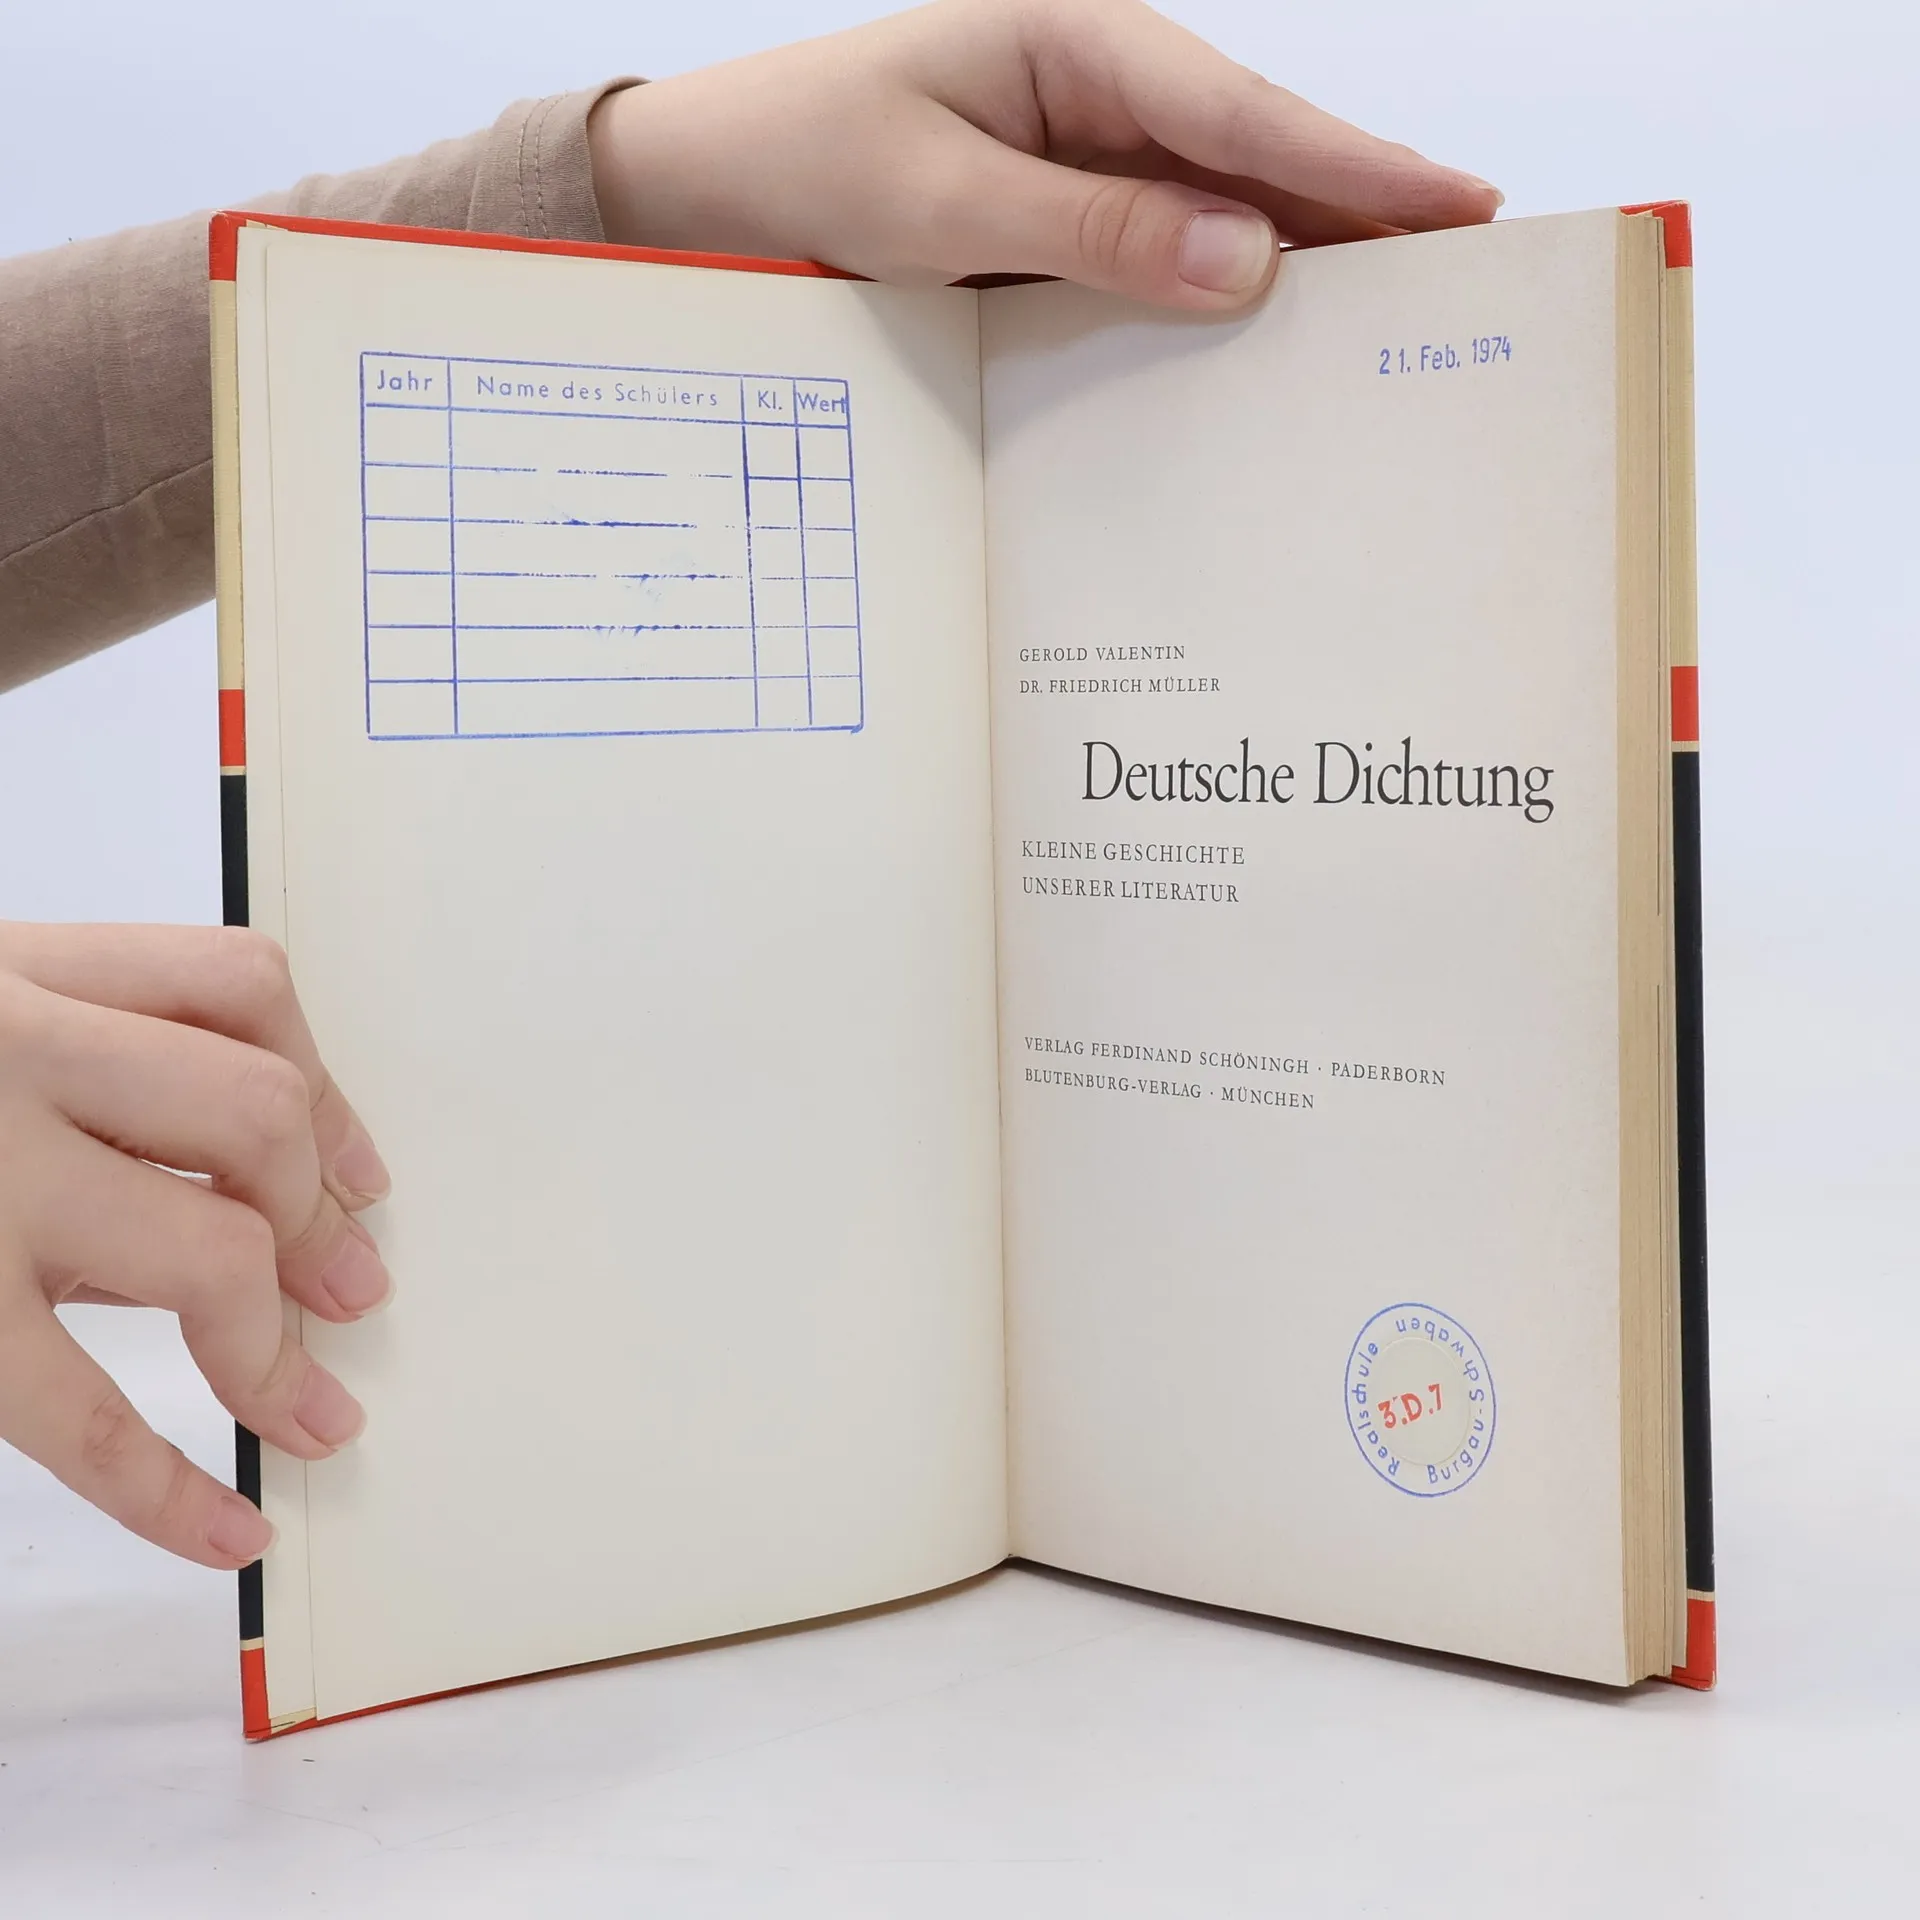 Jahr Name des Schülers Kl. Wert
21. Feb. 1974
GEROLD VALENTIN
DR. FRIEDRICH MÜLLER
Deutsche Dichtung
KLEINE GESCHICHTE
UNSERER LITERATUR
VERLAG FERDINAND SCHÖNINGH · PADERBORN
BLUTENBURG-VERLAG · MÜNCHEN
Realschule Burgau-Schwaben
3.D.7